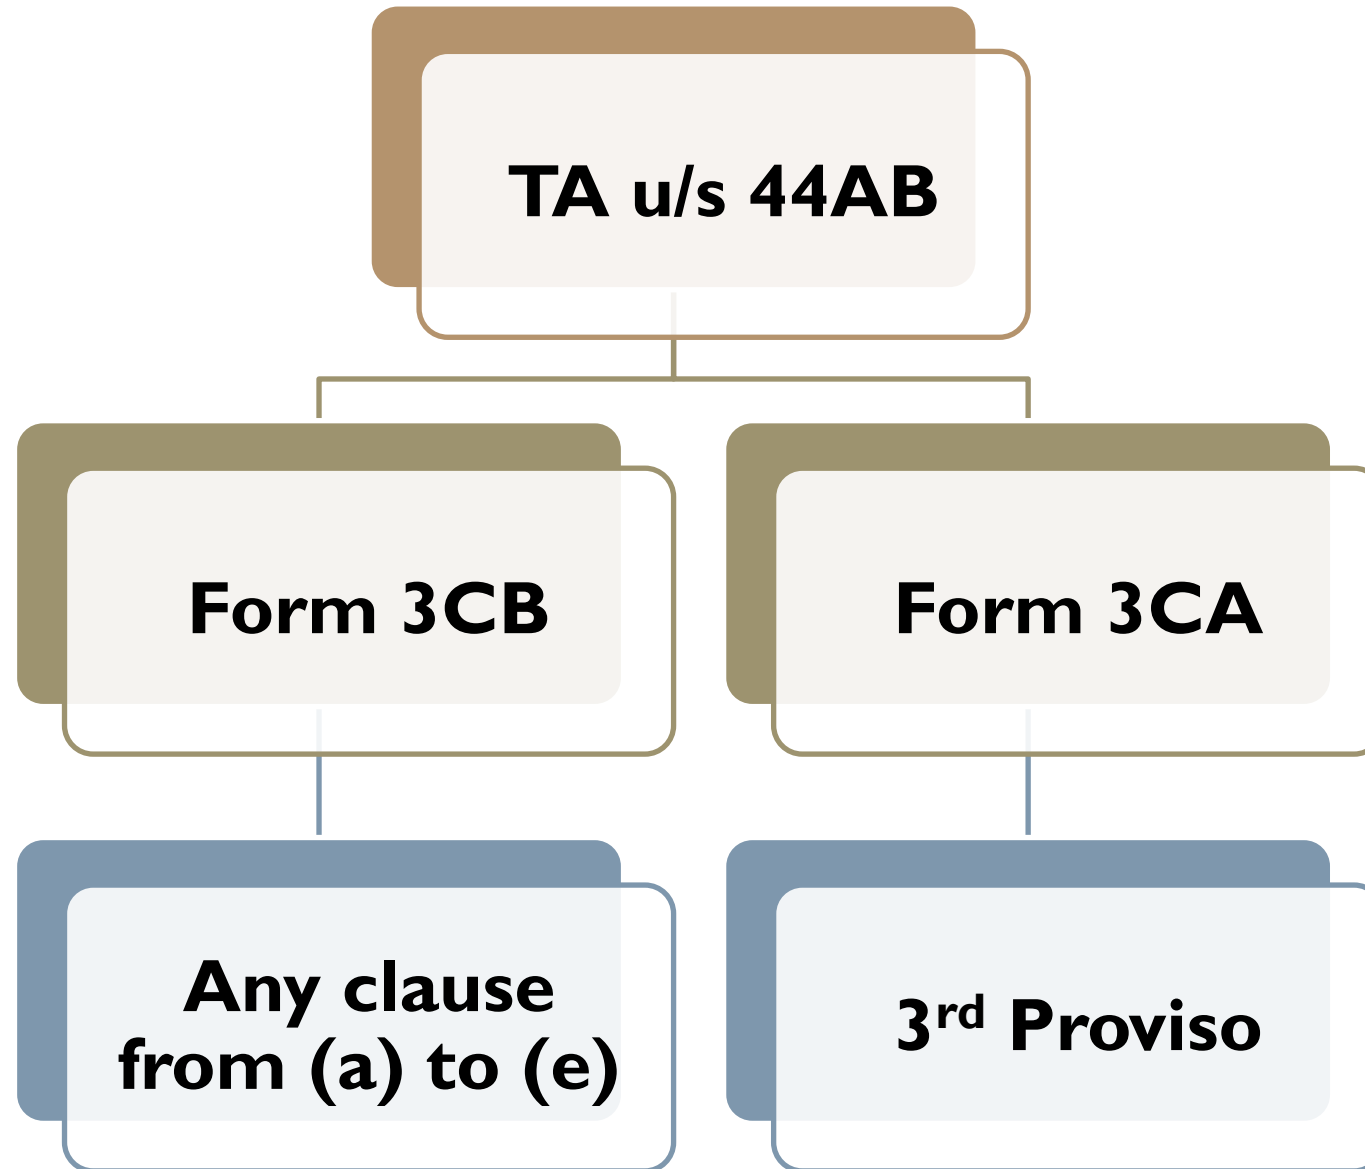 TA u/s 44AB
Form 3CB
Form 3CA
Any clause
from (a) to (e)
3rd Proviso